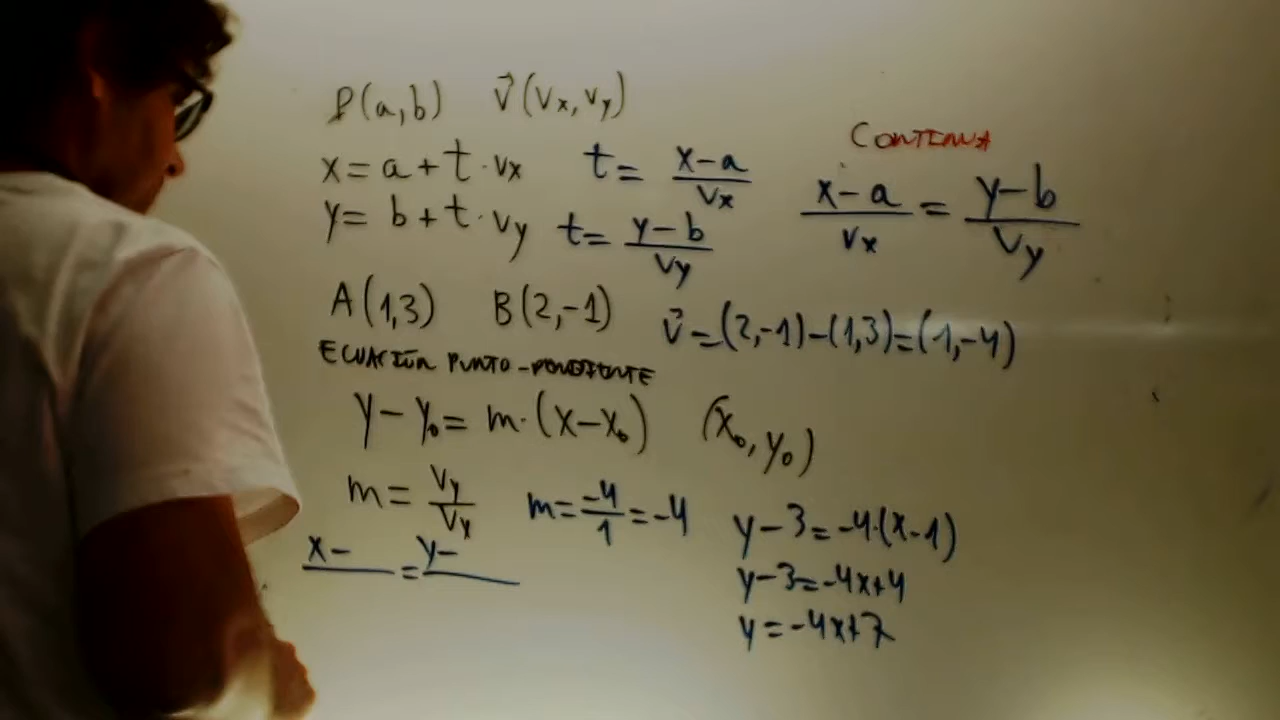 P(a,b) v⃗(vx,vy)
CONTINUA
x = a + t · vx t = (x-a)/vx
(x-a)/vx = (y-b)/vy
y = b + t · vy t = (y-b)/vy
A(1,3) B(2,-1) v⃗ = (2,-1)-(1,3) = (1,-4)
ECUACIÓN PUNTO-PENDIENTE
y - y₀ = m · (x - x₀) (x₀, y₀)
m = vy/vx m = -4/1 = -4
y - 3 = -4·(x-1)
x - = y -
y - 3 = -4x+4
y = -4x+7